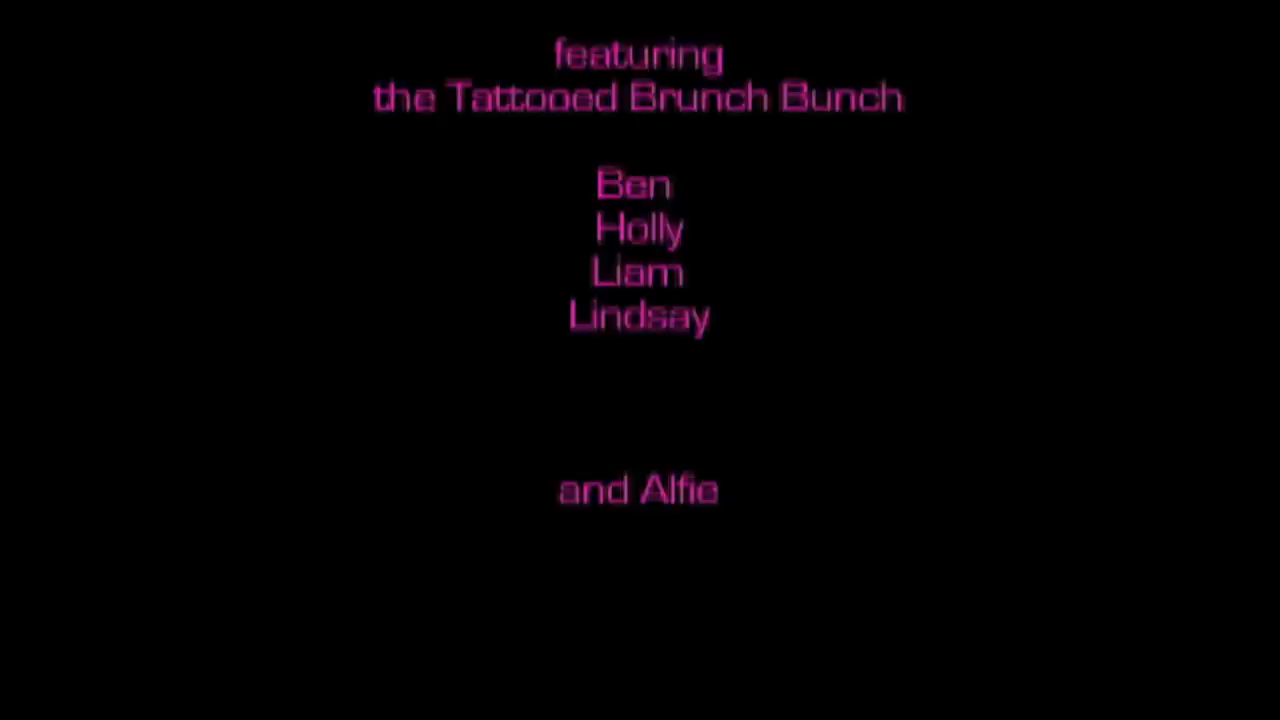 featuring
the Tattooed Brunch Bunch
Ben
Holly
Liam
Lindsay
and Alfie